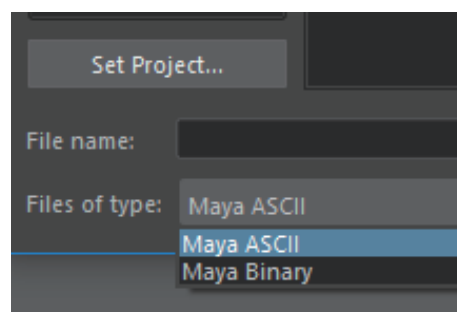 Set Project...
File name:
Files of type: Maya ASCII
Maya ASCII
Maya Binary